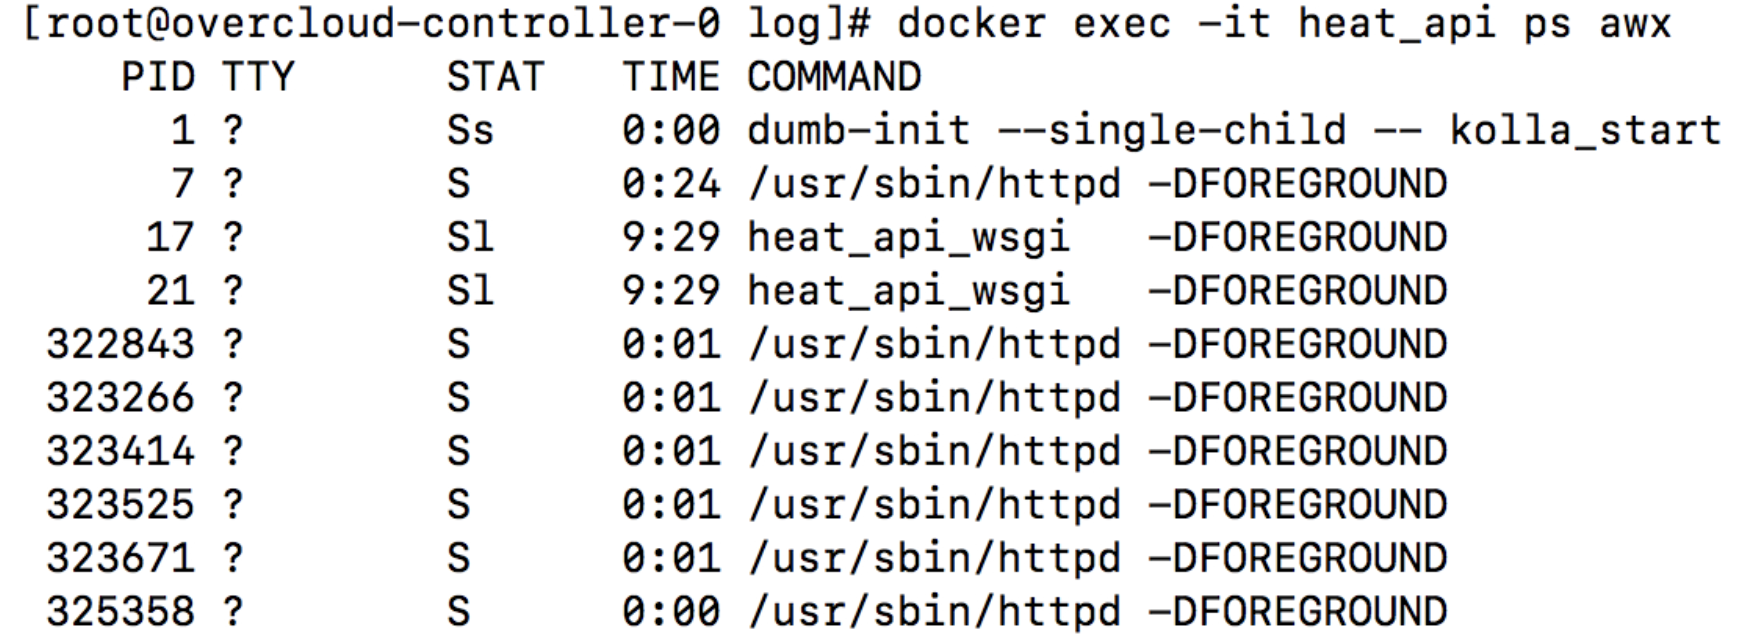 [root@overcloud-controller-0 log]# docker exec -it heat_api ps awx
PID TTY STAT TIME COMMAND
1 ? Ss 0:00 dumb-init --single-child -- kolla_start
7 ? S 0:24 /usr/sbin/httpd -DFOREGROUND
17 ? Sl 9:29 heat_api_wsgi -DFOREGROUND
21 ? Sl 9:29 heat_api_wsgi -DFOREGROUND
322843 ? S 0:01 /usr/sbin/httpd -DFOREGROUND
323266 ? S 0:01 /usr/sbin/httpd -DFOREGROUND
323414 ? S 0:01 /usr/sbin/httpd -DFOREGROUND
323525 ? S 0:01 /usr/sbin/httpd -DFOREGROUND
323671 ? S 0:01 /usr/sbin/httpd -DFOREGROUND
325358 ? S 0:00 /usr/sbin/httpd -DFOREGROUND